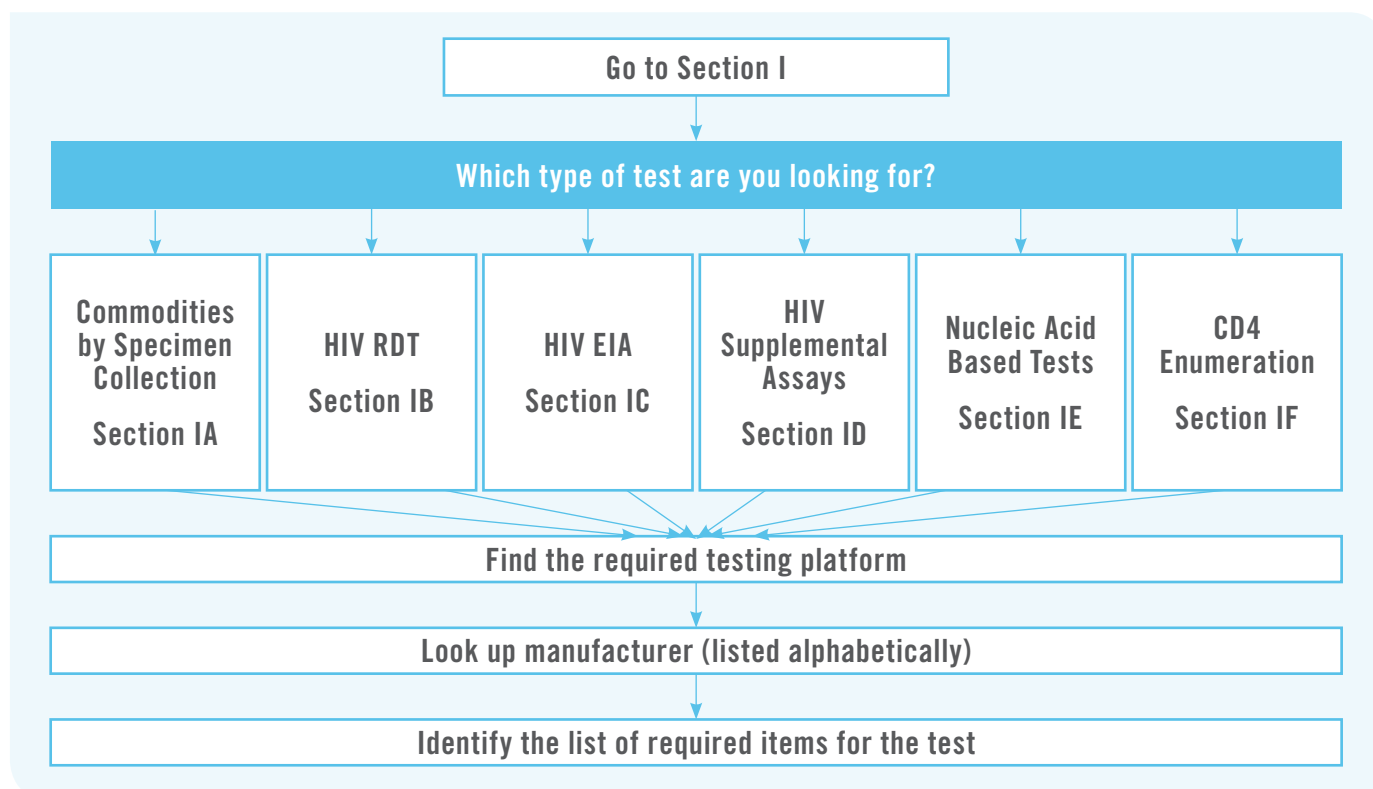 Go to Section I
Which type of test are you looking for?
Commodities
by Specimen
Collection
Section IA
HIV RDT
Section IB
HIV EIA
Section IC
HIV
Supplemental
Assays
Section ID
Nucleic Acid
Based Tests
Section IE
CD4
Enumeration
Section IF
Find the required testing platform
Look up manufacturer (listed alphabetically)
Identify the list of required items for the test